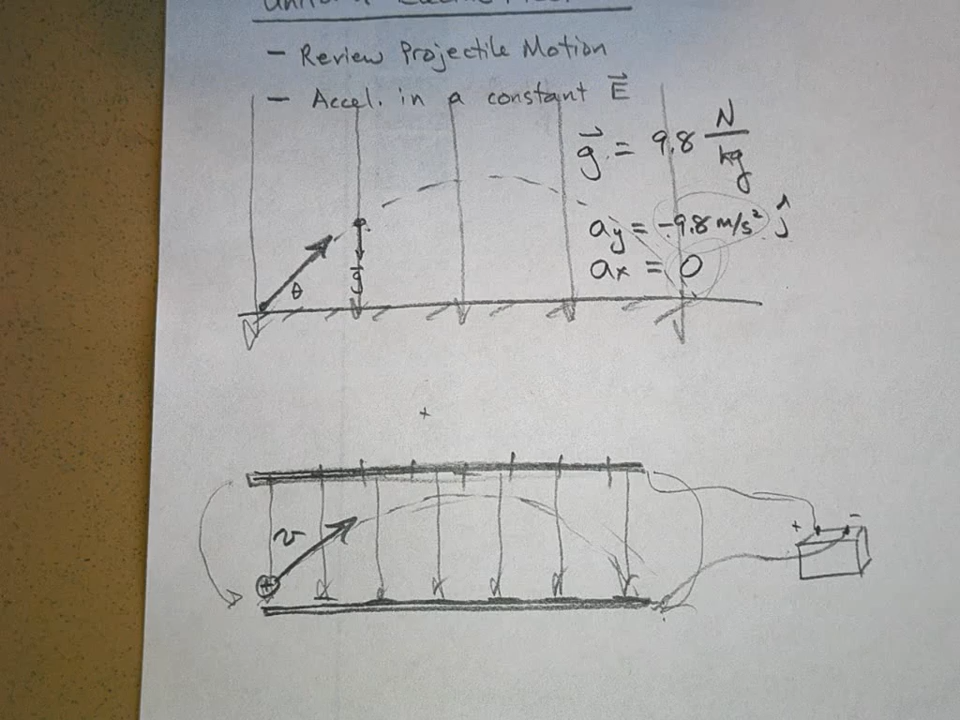 - Review Projectile Motion
- Accel. in a constant E⃗
g⃗ = 9.8 N/kg
ay = -9.8 m/s² ĵ
ax = 0
θ
g⃗
+
v
+
+ -